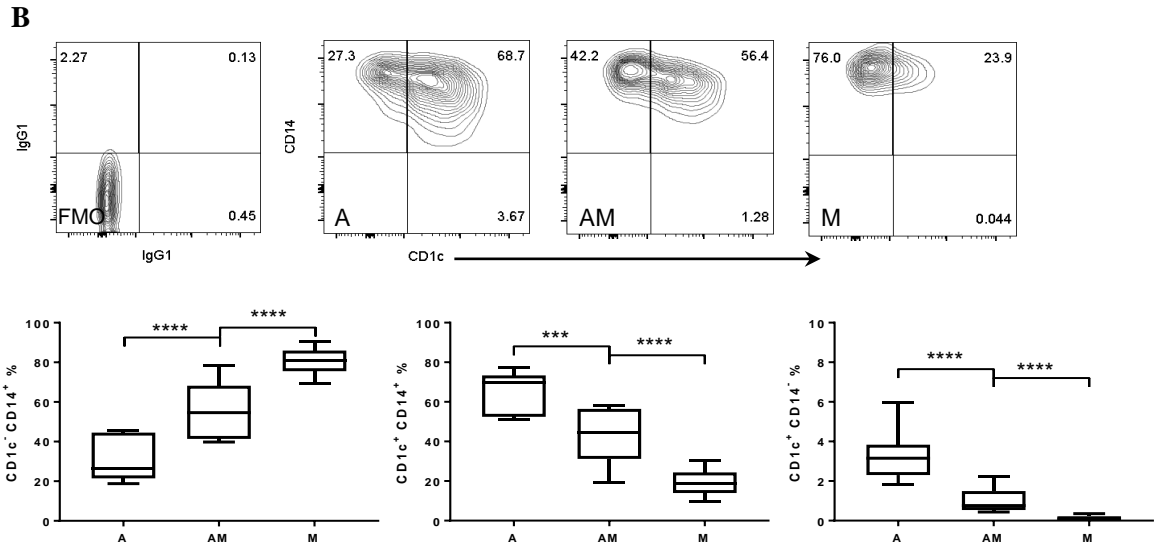 B
2.27 0.13
IgG1
FMO 0.45
IgG1
27.3 68.7
CD14
A 3.67
42.2 56.4
AM 1.28
76.0 23.9
M 0.044
CD1c
CD1c- CD14+ %
100
80
60
40
20
0
**** ****
A AM M
CD1c+ CD14+ %
100
80
60
40
20
0
*** ****
A AM M
CD1c+ CD14- %
8
6
4
2
0
**** ****
A AM M